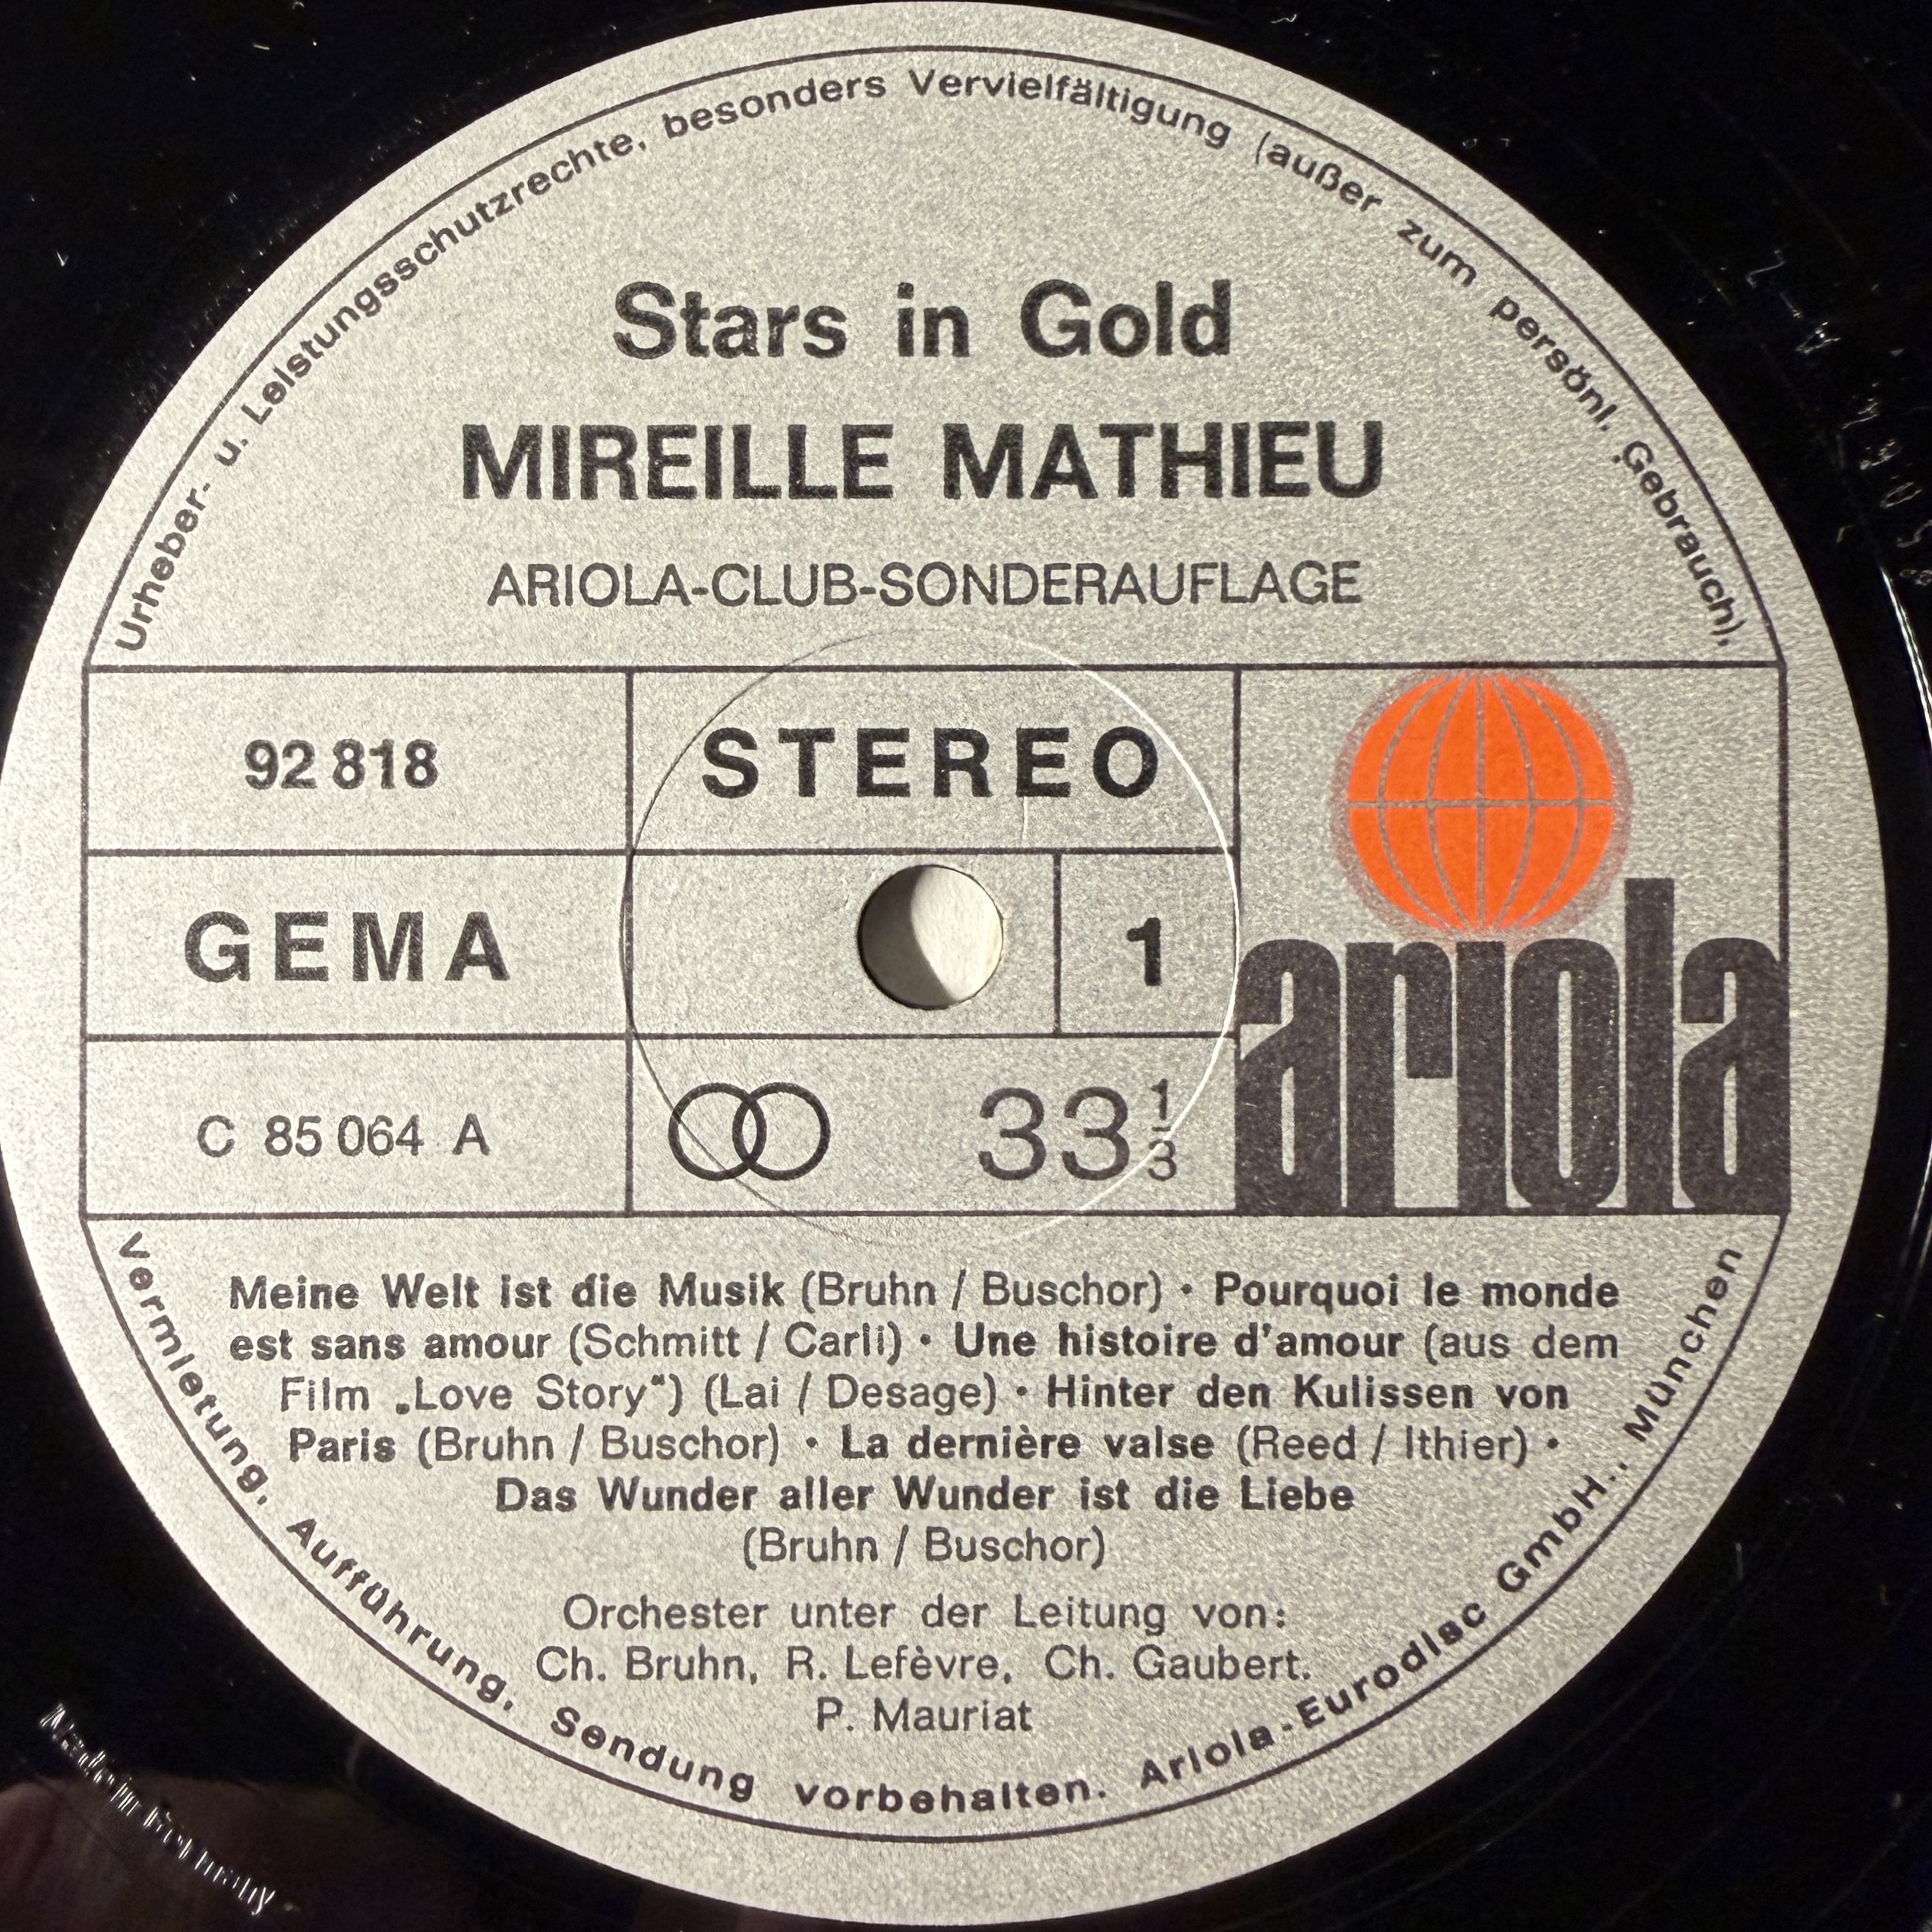 Urheber- u. Leistungsschutzrechte, besonders Vervielfältigung (außer zum persönl. Gebrauch),
Stars in Gold
MIREILLE MATHIEU
ARIOLA-CLUB-SONDERAUFLAGE
92 818
STEREO
GEMA
1
ariola
C 85 064 A
33 1/3
Meine Welt ist die Musik (Bruhn / Buschor) • Pourquoi le monde
est sans amour (Schmitt / Carli) • Une histoire d'amour (aus dem
Film „Love Story“) (Lai / Desage) • Hinter den Kulissen von
Paris (Bruhn / Buschor) • La dernière valse (Reed / Ithier) •
Das Wunder aller Wunder ist die Liebe
(Bruhn / Buschor)
Orchester unter der Leitung von:
Ch. Bruhn, R. Lefèvre, Ch. Gaubert,
P. Mauriat
Vermietung, Aufführung, Sendung vorbehalten. Ariola-Eurodisc GmbH., München
Made in Germany